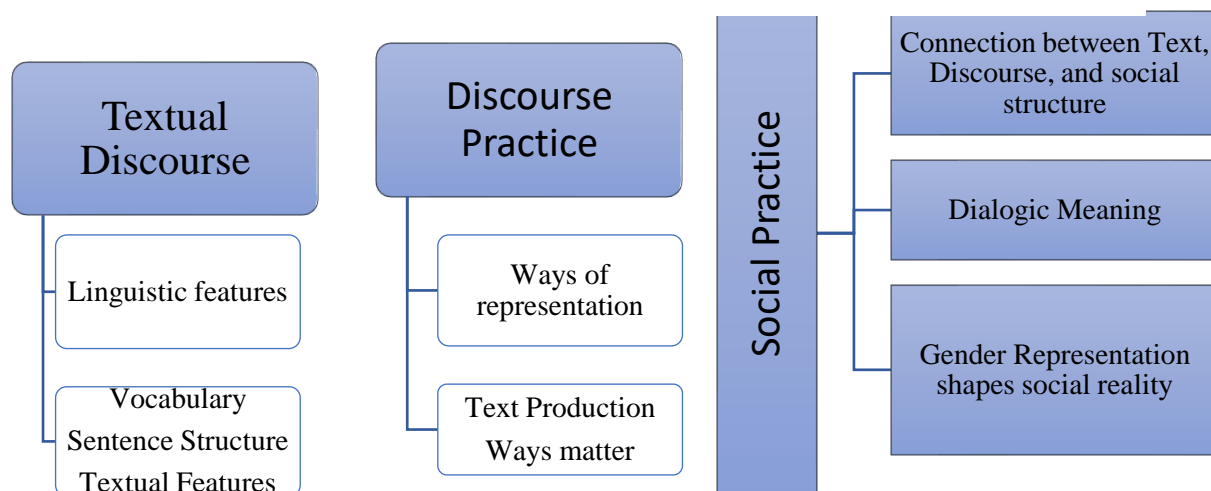 Textual
Discourse
Linguistic features
Vocabulary
Sentence Structure
Textual Features
Discourse
Practice
Ways of
representation
Text Production
Ways matter
Social Practice
Connection between Text,
Discourse, and social
structure
Dialogic Meaning
Gender Representation
shapes social reality